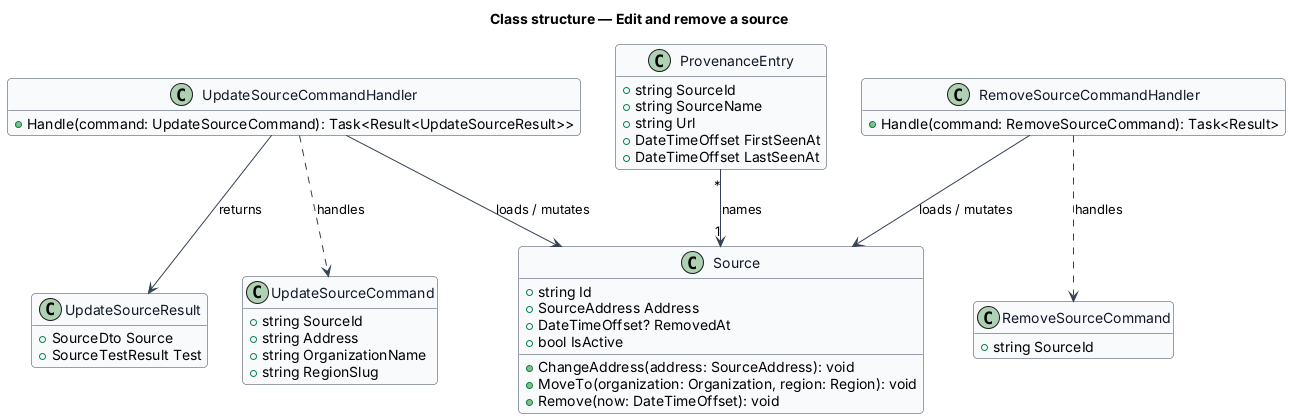 Class structure — Edit and remove a source
C UpdateSourceCommandHandler
Handle(command: UpdateSourceCommand): Task<Result<UpdateSourceResult>>
C ProvenanceEntry
string SourceId
string SourceName
string Url
DateTimeOffset FirstSeenAt
DateTimeOffset LastSeenAt
C RemoveSourceCommandHandler
Handle(command: RemoveSourceCommand): Task<Result>
returns
handles
loads / mutates
*
names
1
loads / mutates
handles
C UpdateSourceResult
SourceDto Source
SourceTestResult Test
C UpdateSourceCommand
string SourceId
string Address
string OrganizationName
string RegionSlug
C Source
string Id
SourceAddress Address
DateTimeOffset? RemovedAt
bool IsActive
ChangeAddress(address: SourceAddress): void
MoveTo(organization: Organization, region: Region): void
Remove(now: DateTimeOffset): void
C RemoveSourceCommand
string SourceId